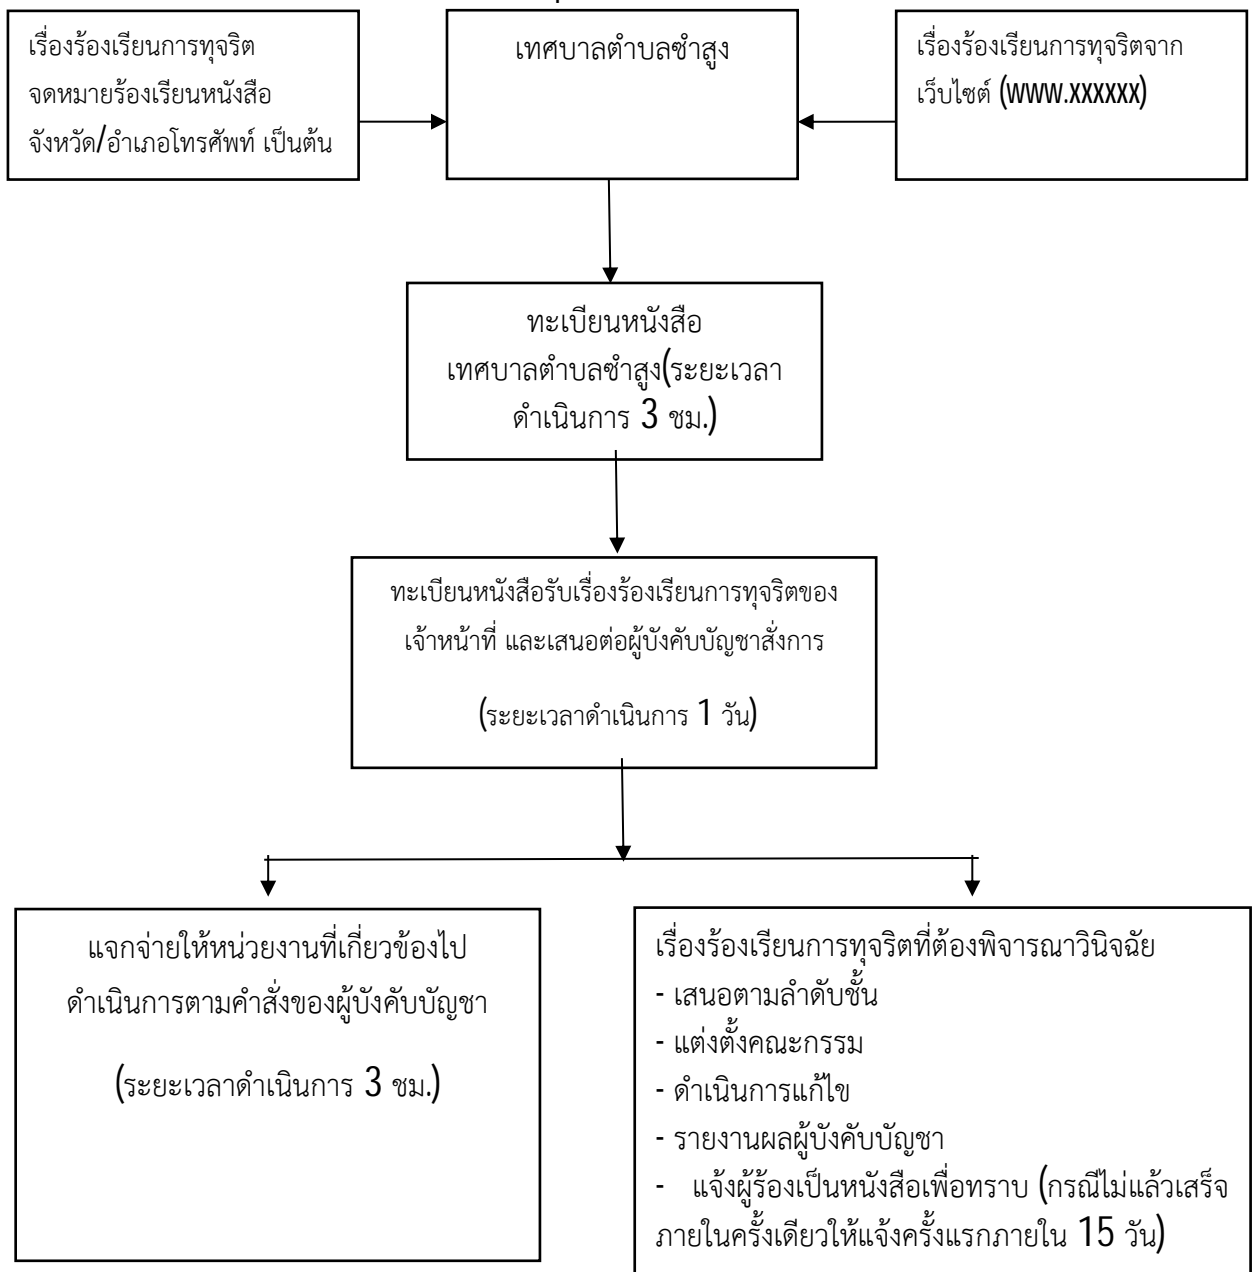 เรื่องร้องเรียนการทุจริต
จดหมายร้องเรียนหนังสือ
จังหวัด/อำเภอโทรศัพท์ เป็นต้น
เทศบาลตำบลซำสูง
เรื่องร้องเรียนการทุจริตจาก
เว็บไซต์ (www.xxxxxx)
ทะเบียนหนังสือ
เทศบาลตำบลซำสูง(ระยะเวลา
ดำเนินการ 3 ชม.)
ทะเบียนหนังสือรับเรื่องร้องเรียนการทุจริตของ
เจ้าหน้าที่ และเสนอต่อผู้บังคับบัญชาสั่งการ
(ระยะเวลาดำเนินการ 1 วัน)
แจกจ่ายให้หน่วยงานที่เกี่ยวข้องไป
ดำเนินการตามคำสั่งของผู้บังคับบัญชา
(ระยะเวลาดำเนินการ 3 ชม.)
เรื่องร้องเรียนการทุจริตที่ต้องพิจารณาวินิจฉัย
- เสนอตามลำดับชั้น
- แต่งตั้งคณะกรรม
- ดำเนินการแก้ไข
- รายงานผลผู้บังคับบัญชา
- แจ้งผู้ร้องเป็นหนังสือเพื่อทราบ (กรณีไม่แล้วเสร็จ
ภายในครั้งเดียวให้แจ้งครั้งแรกภายใน 15 วัน)